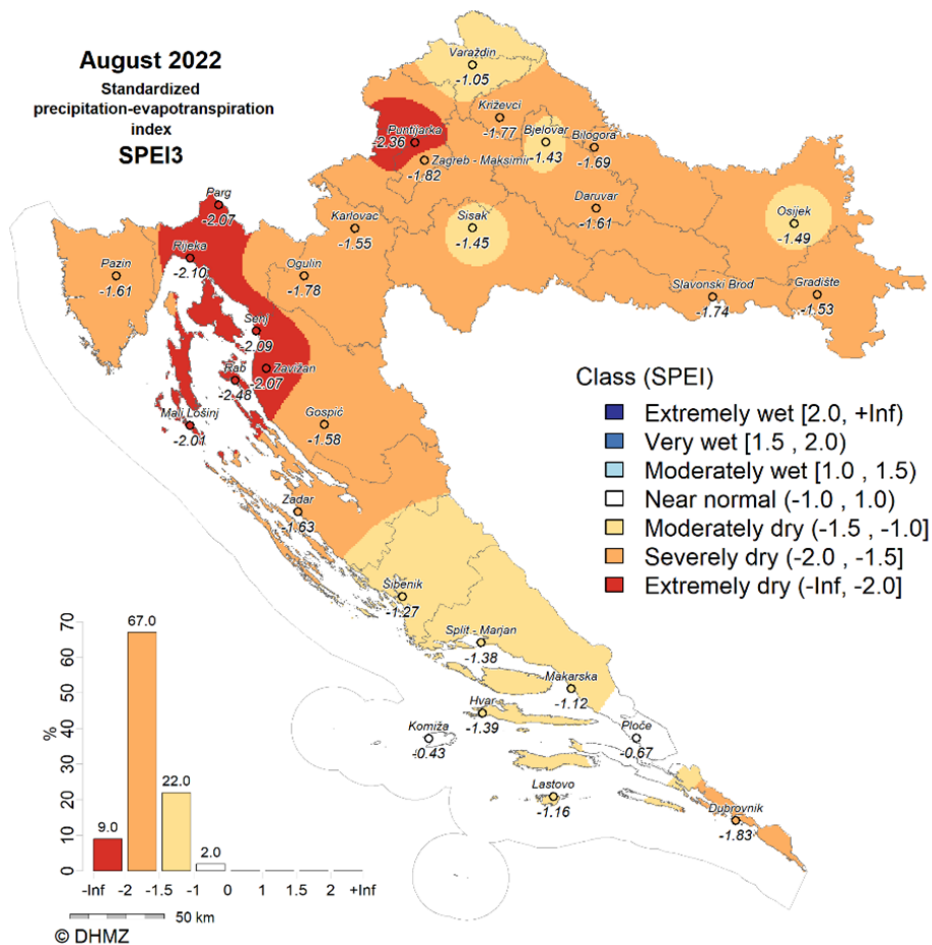 August 2022
Standardized
precipitation-evapotranspiration
index
SPEI3
Varaždin
-1.05
Križevci
-1.77
Puntijarka
-2.36
Bjelovar
-1.43
Bilogora
-1.69
Zagreb - Maksimir
-1.82
Parg
-2.07
Karlovac
-1.55
Sisak
-1.45
Daruvar
-1.61
Osijek
-1.49
Rijeka
-2.10
Pazin
-1.61
Ogulin
-1.78
Slavonski Brod
-1.74
Gradište
-1.53
Senj
-2.09
Zavižan
-2.07
Rab
-2.48
Mali Lošinj
-2.01
Gospić
-1.58
Zadar
-1.63
Šibenik
-1.27
Split - Marjan
-1.38
Makarska
-1.12
Hvar
-1.39
Komiža
-0.43
Ploče
-0.67
Lastovo
-1.16
Dubrovnik
-1.83
Class (SPEI)
Extremely wet [2.0, +Inf)
Very wet [1.5 , 2.0)
Moderately wet [1.0 , 1.5)
Near normal (-1.0 , 1.0)
Moderately dry (-1.5 , -1.0]
Severely dry (-2.0 , -1.5]
Extremely dry (-Inf, -2.0]
%
70
60
50
40
30
20
10
0
9.0
67.0
22.0
2.0
-Inf -2 -1.5 -1 0 1 1.5 2 +Inf
50 km
© DHMZ